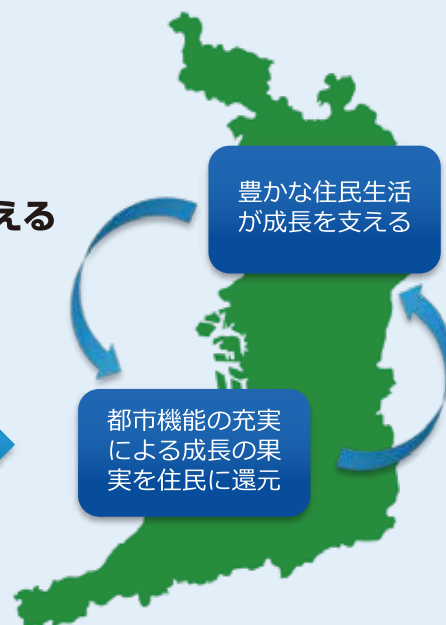 える
豊かな住民生活
が成長を支える
都市機能の充実
による成長の果
実を住民に還元